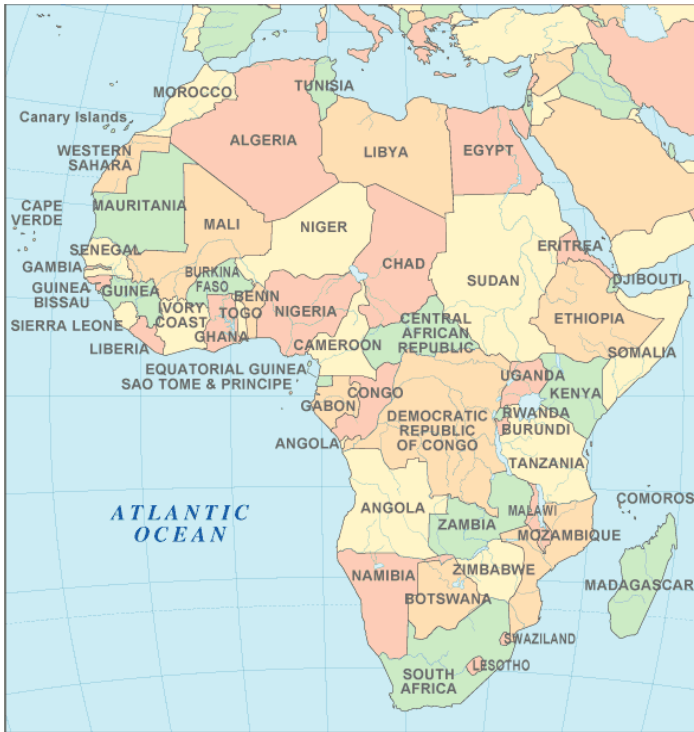 MOROCCO
TUNISIA
Canary Islands
ALGERIA
LIBYA
EGYPT
WESTERN
SAHARA
CAPE
VERDE
MAURITANIA
MALI
NIGER
CHAD
SUDAN
ERITREA
SENEGAL
GAMBIA
GUINEA
BISSAU
GUINEA
BURKINA
FASO
BENIN
DJIBOUTI
SIERRA LEONE
IVORY
COAST
TOGO
GHANA
NIGERIA
CENTRAL
AFRICAN
REPUBLIC
ETHIOPIA
LIBERIA
CAMEROON
SOMALIA
EQUATORIAL GUINEA
SAO TOME & PRINCIPE
UGANDA
KENYA
GABON
CONGO
DEMOCRATIC
REPUBLIC
OF CONGO
RWANDA
BURUNDI
ANGOLA
TANZANIA
ATLANTIC
OCEAN
ANGOLA
ZAMBIA
MALAWI
COMOROS
MOZAMBIQUE
NAMIBIA
ZIMBABWE
BOTSWANA
MADAGASCAR
SWAZILAND
SOUTH
AFRICA
LESOTHO